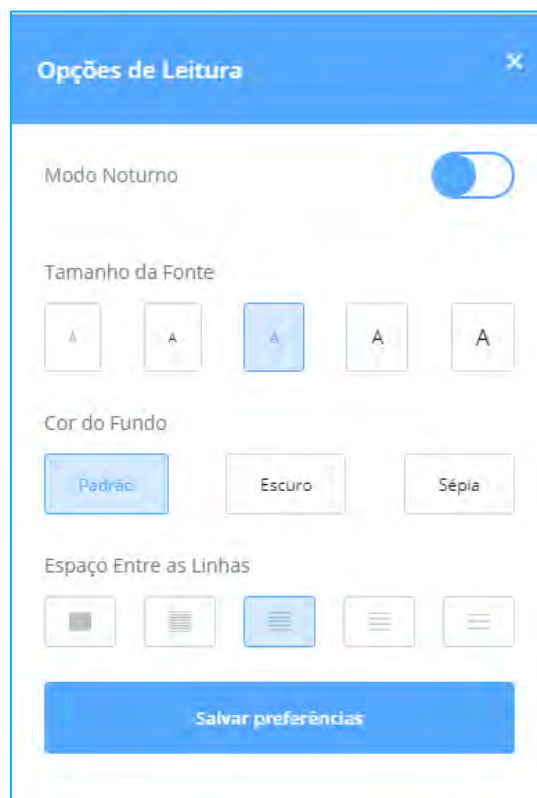 Opções de Leitura ×
Modo Noturno
Tamanho da Fonte
A A A A A
Cor do Fundo
Padrão Escuro Sépia
Espaço Entre as Linhas
Salvar preferências